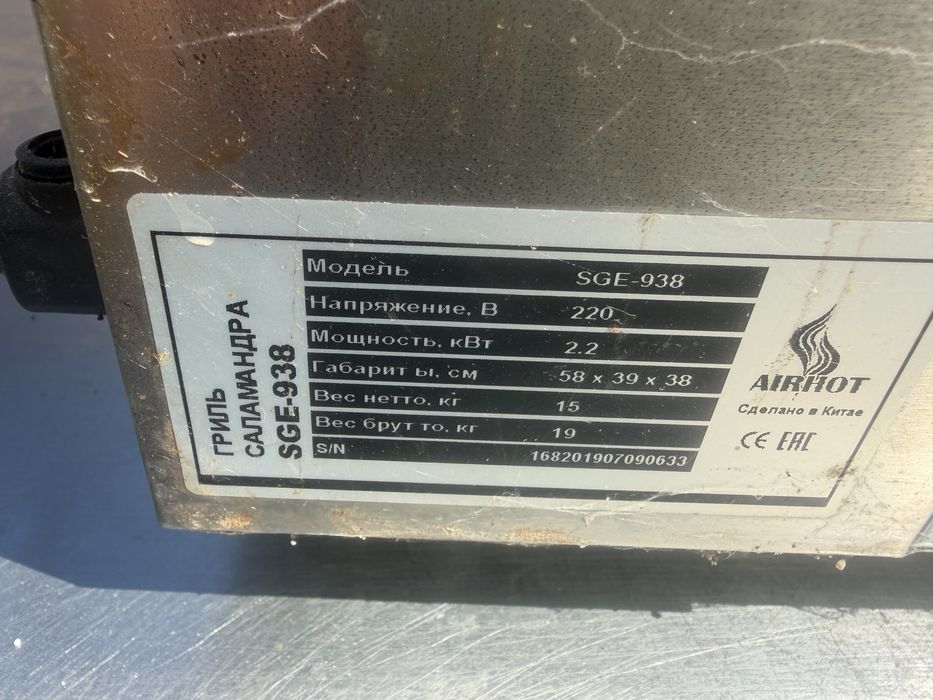 ГРИЛЬ
САЛАМАНДРА
SGE-938
Модель SGE-938
Напряжение, В 220
Мощность, кВт 2.2
Габарит ы, см 58 x 39 x 38
Вес нетто, кг 15
Вес брут то, кг 19
S/N 168201907090633
AIRHOT
Сделано в Китае
CE EAC